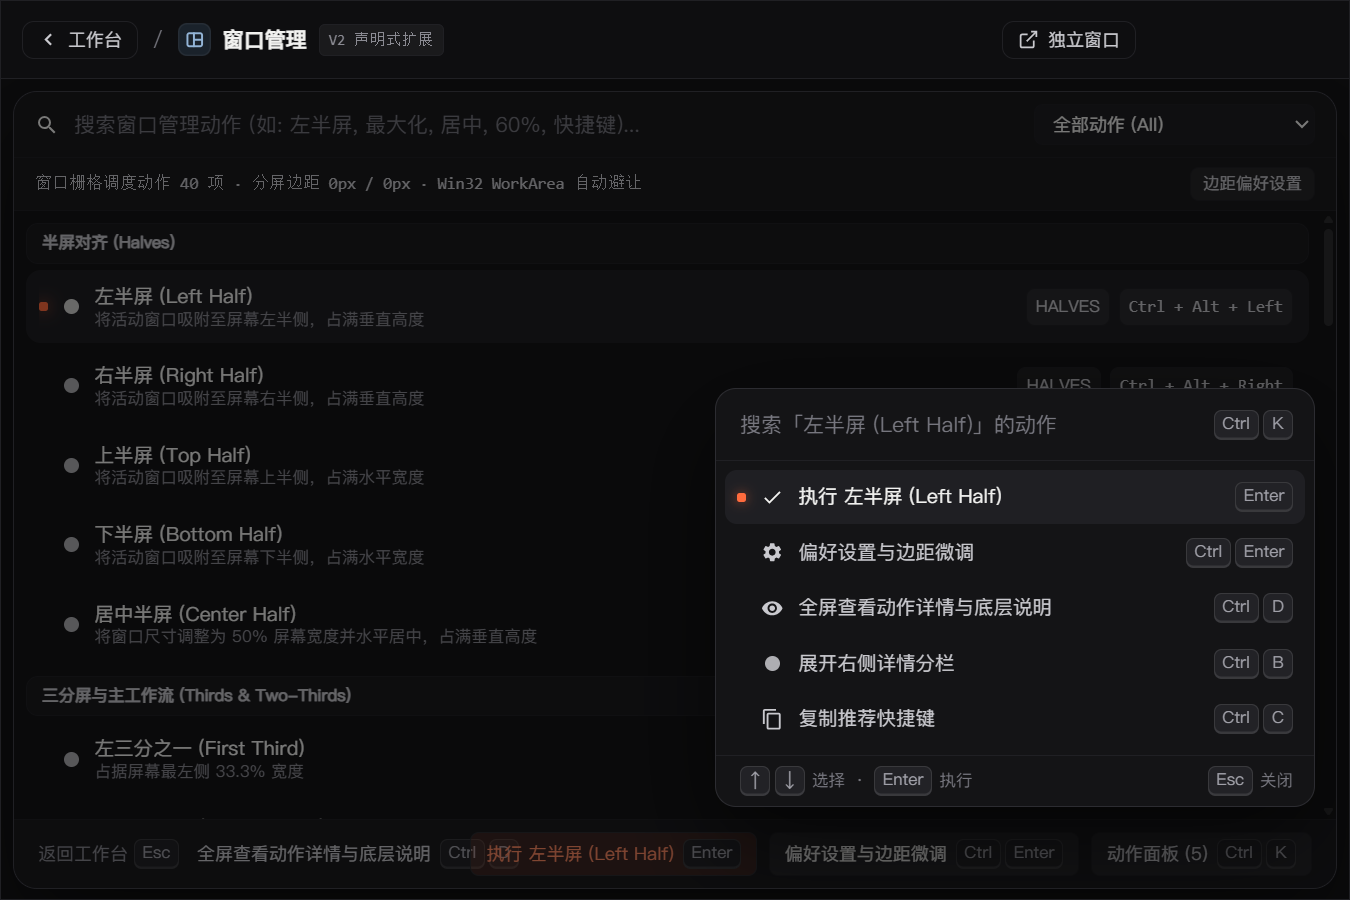 工作台 / 窗口管理 V2 声明式扩展 独立窗口
搜索窗口管理动作 (如: 左半屏, 最大化, 居中, 60%, 快捷键)... 全部动作 (All)
窗口栅格调度动作 40 项 · 分屏边距 0px / 0px · Win32 WorkArea 自动避让 边距偏好设置
半屏对齐 (Halves)
左半屏 (Left Half) HALVES Ctrl + Alt + Left
将活动窗口吸附至屏幕左半侧，占满垂直高度
右半屏 (Right Half) HALVES Ctrl + Alt + Right
将活动窗口吸附至屏幕右半侧，占满垂直高度
上半屏 (Top Half)
将活动窗口吸附至屏幕上半侧，占满水平宽度
下半屏 (Bottom Half)
将活动窗口吸附至屏幕下半侧，占满水平宽度
居中半屏 (Center Half)
将窗口尺寸调整为 50% 屏幕宽度并水平居中，占满垂直高度
三分屏与主工作流 (Thirds & Two-Thirds)
左三分之一 (First Third)
占据屏幕最左侧 33.3% 宽度
搜索「左半屏 (Left Half)」的动作 Ctrl K
执行 左半屏 (Left Half) Enter
偏好设置与边距微调 Ctrl Enter
全屏查看动作详情与底层说明 Ctrl D
展开右侧详情分栏 Ctrl B
复制推荐快捷键 Ctrl C
↑ ↓ 选择 · Enter 执行 Esc 关闭
返回工作台 Esc 全屏查看动作详情与底层说明 Ctrl 执行 左半屏 (Left Half) Enter 偏好设置与边距微调 Ctrl Enter 动作面板 (5) Ctrl K